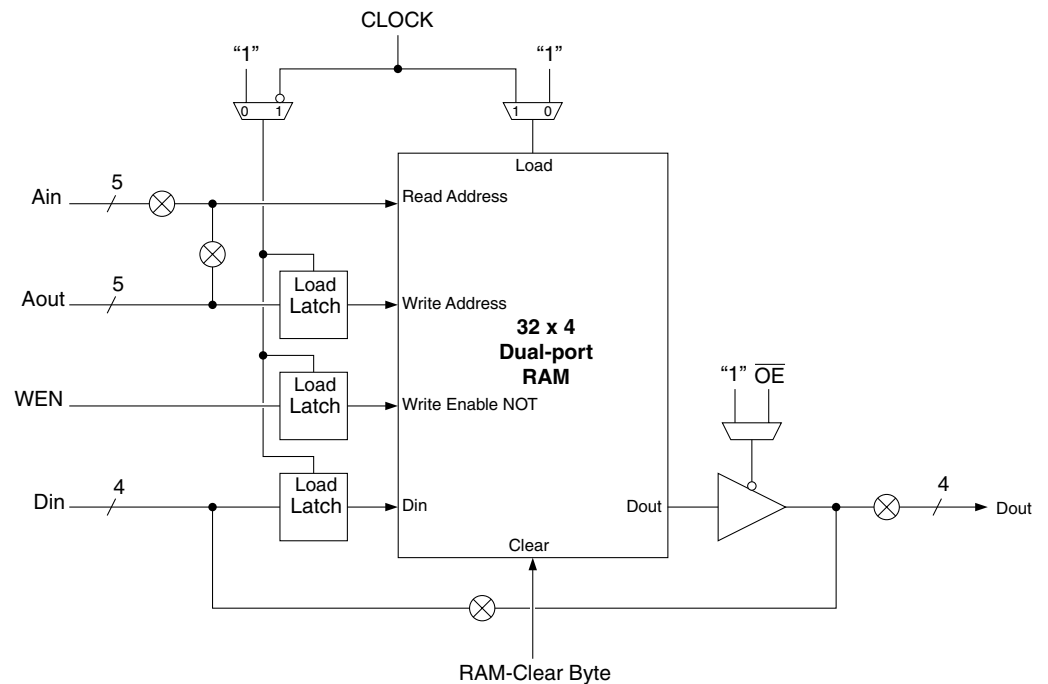 CLOCK
“1” “1”
0 1 1 0
Load
Ain 5 Read Address
Load
Latch
Aout 5 Write Address
32 x 4
Dual-port
RAM
Load
Latch
WEN Write Enable NOT
“1” OE
Load
Latch
Din 4 Din Dout 4 Dout
Clear
RAM-Clear Byte